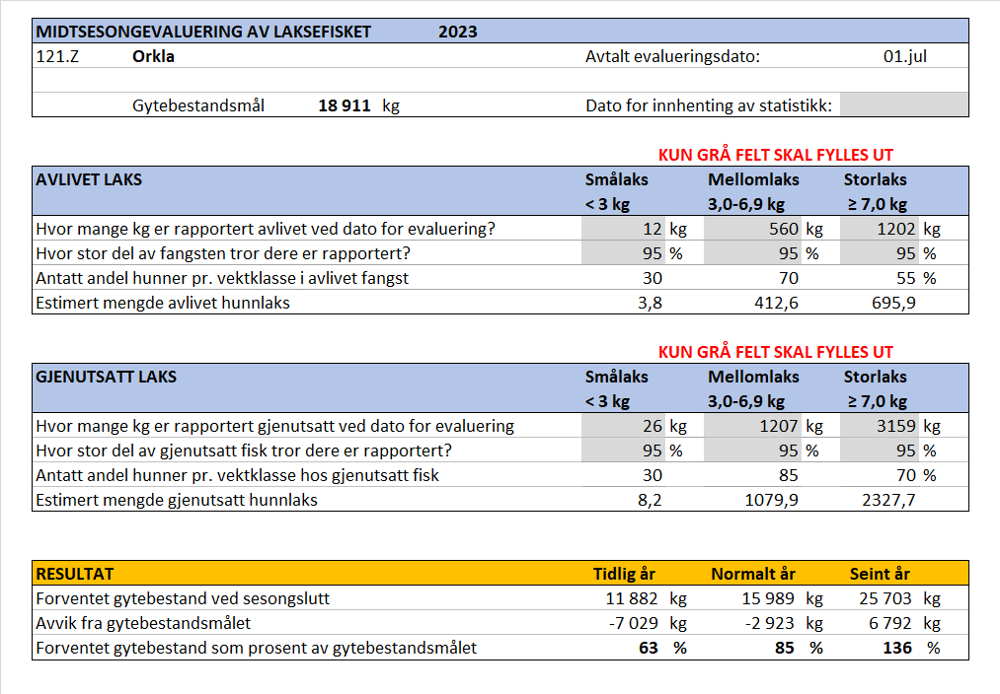 MIDTSESONGEVALUERING AV LAKSEFISKET 2023
121.Z Orkla Avtalt evalueringsdato: 01.jul
Gytebestandsmål 18 911 kg Dato for innhenting av statistikk:
KUN GRÅ FELT SKAL FYLLES UT
AVLIVET LAKS Smålaks Mellomlaks Storlaks
< 3 kg 3,0-6,9 kg ≥ 7,0 kg
Hvor mange kg er rapportert avlivet ved dato for evaluering? 12 kg 560 kg 1202 kg
Hvor stor del av fangsten tror dere er rapportert? 95 % 95 % 95 %
Antatt andel hunner pr. vektklasse i avlivet fangst 30 70 55 %
Estimert mengde avlivet hunnlaks 3,8 412,6 695,9
KUN GRÅ FELT SKAL FYLLES UT
GJENUTSATT LAKS Smålaks Mellomlaks Storlaks
< 3 kg 3,0-6,9 kg ≥ 7,0 kg
Hvor mange kg er rapportert gjenutsatt ved dato for evaluering 26 kg 1207 kg 3159 kg
Hvor stor del av gjenutsatt fisk tror dere er rapportert? 95 % 95 % 95 %
Antatt andel hunner pr. vektklasse hos gjenutsatt fisk 30 85 70 %
Estimert mengde gjenutsatt hunnlaks 8,2 1079,9 2327,7
RESULTAT Tidlig år Normalt år Seint år
Forventet gytebestand ved sesongslutt 11 882 kg 15 989 kg 25 703 kg
Avvik fra gytebestandsmålet -7 029 kg -2 923 kg 6 792 kg
Forventet gytebestand som prosent av gytebestandsmålet 63 % 85 % 136 %